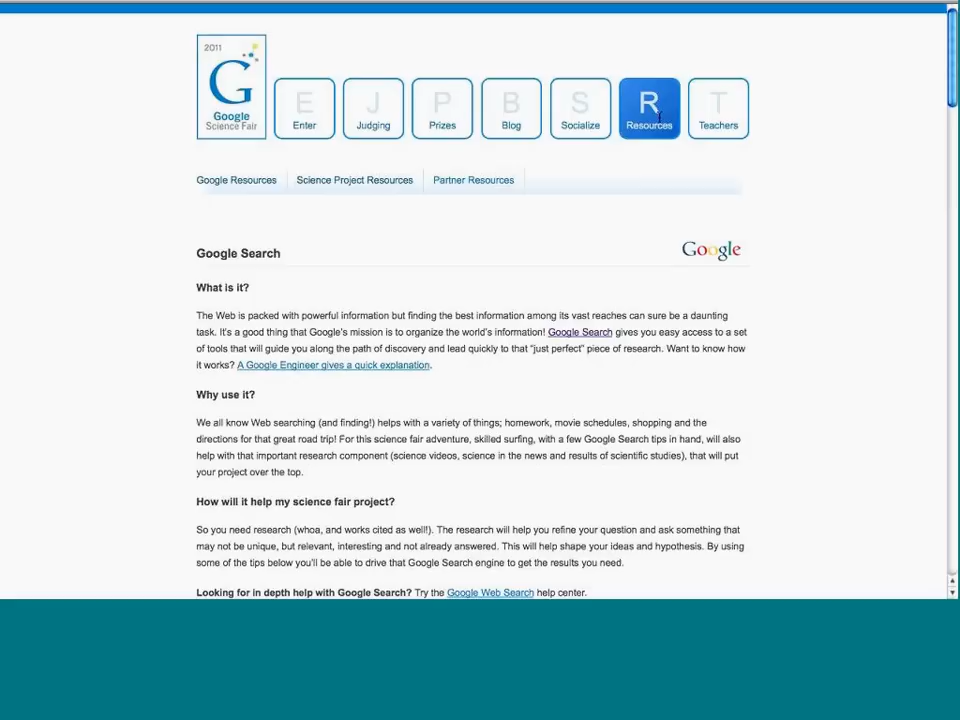 2011
G
Google
Science Fair
E
Enter
J
Judging
P
Prizes
B
Blog
S
Socialize
R
Resources
T
Teachers
Google Resources
Science Project Resources
Partner Resources
Google Search
Google
What is it?
The Web is packed with powerful information but finding the best information among its vast reaches can sure be a daunting
task. It's a good thing that Google's mission is to organize the world's information! Google Search gives you easy access to a set
of tools that will guide you along the path of discovery and lead quickly to that "just perfect" piece of research. Want to know how
it works? A Google Engineer gives a quick explanation.
Why use it?
We all know Web searching (and finding!) helps with a variety of things; homework, movie schedules, shopping and the
directions for that great road trip! For this science fair adventure, skilled surfing, with a few Google Search tips in hand, will also
help with that important research component (science videos, science in the news and results of scientific studies), that will put
your project over the top.
How will it help my science fair project?
So you need research (whoa, and works cited as well!). The research will help you refine your question and ask something that
may not be unique, but relevant, interesting and not already answered. This will help shape your ideas and hypothesis. By using
some of the tips below you'll be able to drive that Google Search engine to get the results you need.
Looking for in depth help with Google Search? Try the Google Web Search help center.